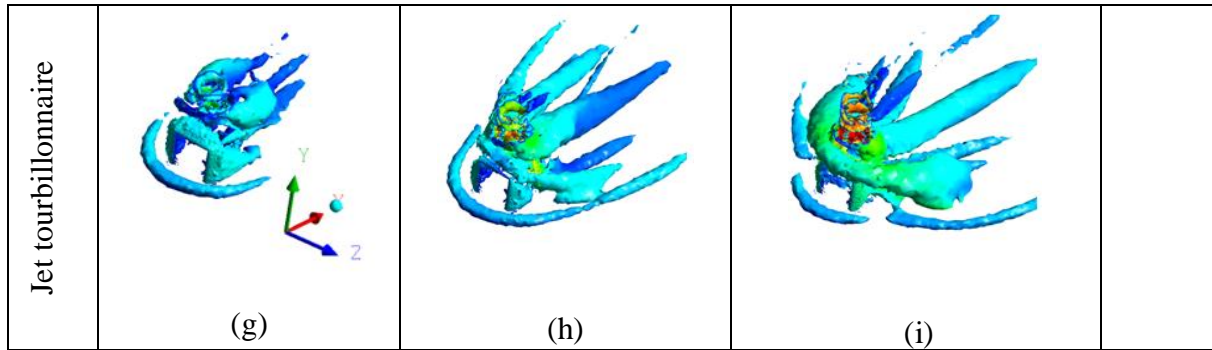 Jet tourbillonnaire
Y
X
Z
(g)
(h)
(i)